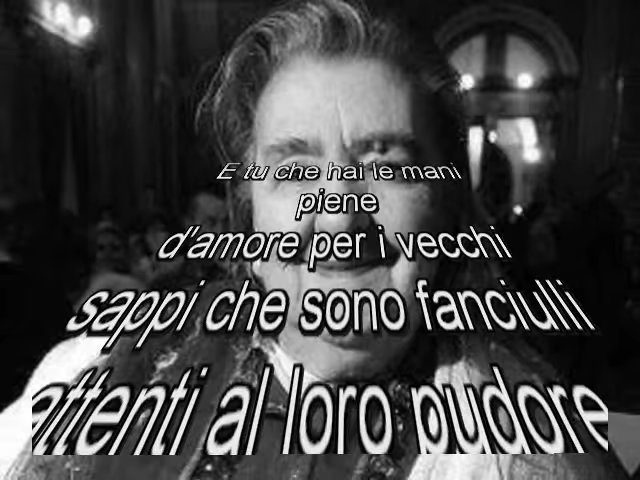 E tu che hai le mani
piene
d'amore per i vecchi
sappi che sono fanciulli
attenti al loro pudore